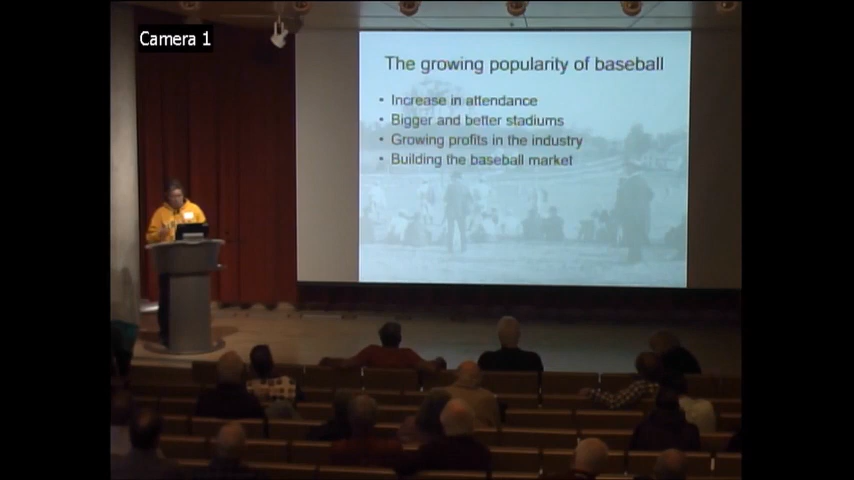 Camera 1
The growing popularity of baseball
• Increase in attendance
• Bigger and better stadiums
• Growing profits in the industry
• Building the baseball market